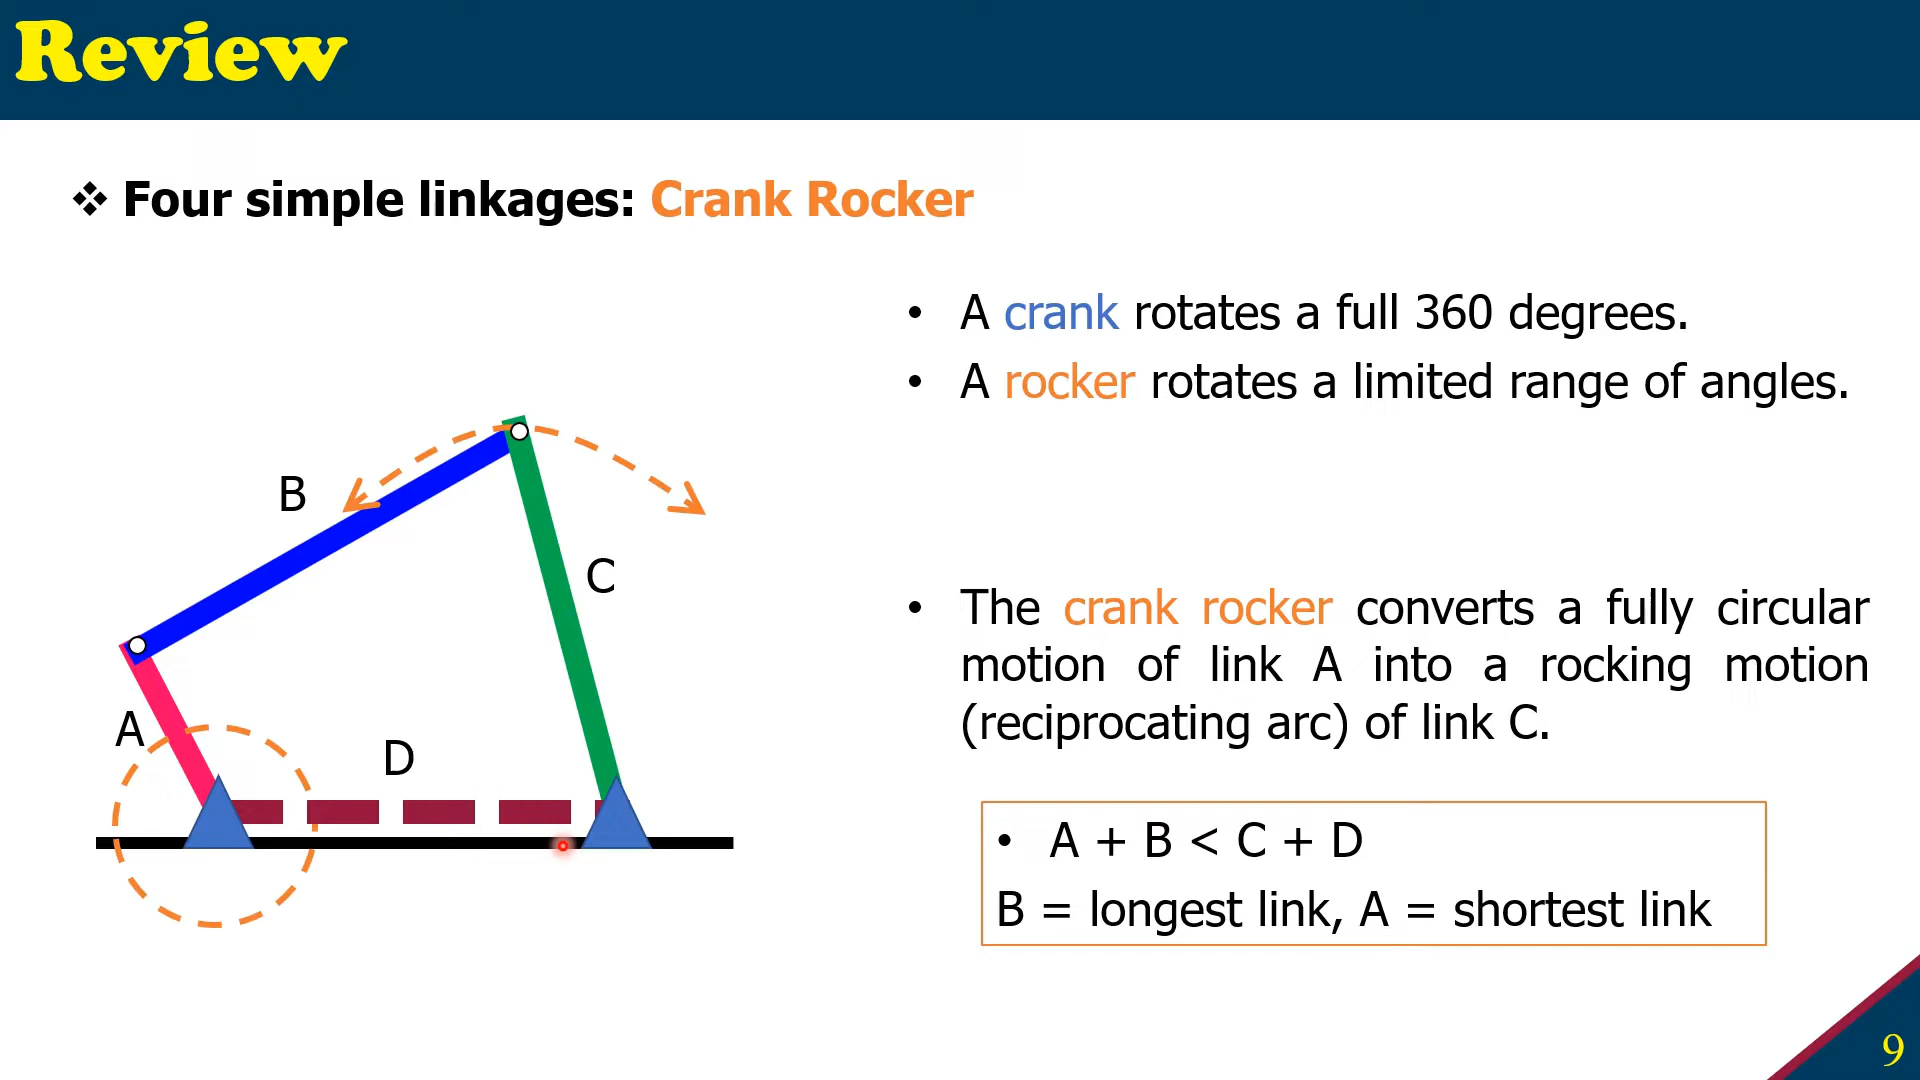 Review
❖ Four simple linkages: Crank Rocker
• A crank rotates a full 360 degrees.
• A rocker rotates a limited range of angles.
B
C
A
D
• The crank rocker converts a fully circular
motion of link A into a rocking motion
(reciprocating arc) of link C.
• A + B < C + D
B = longest link, A = shortest link
9